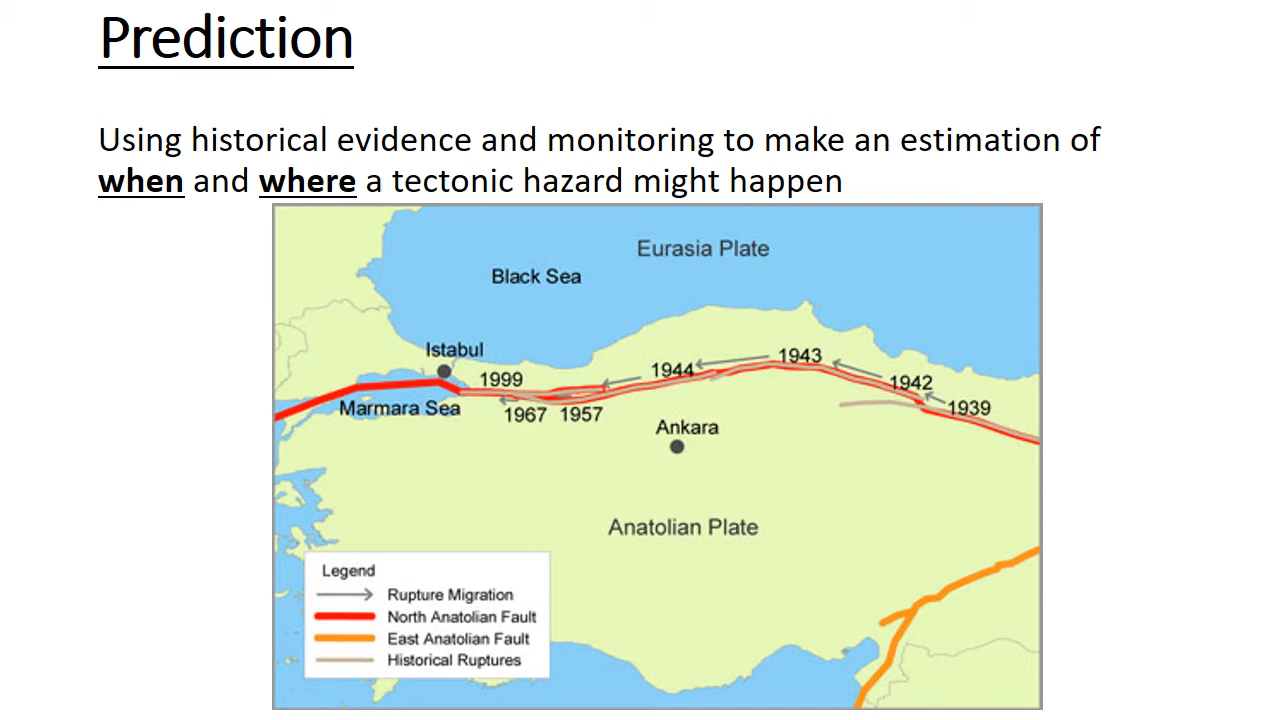 Prediction
Using historical evidence and monitoring to make an estimation of
when and where a tectonic hazard might happen
Eurasia Plate
Black Sea
Istabul
1999
1944
1943
1942
1939
Marmara Sea
1967
1957
Ankara
Anatolian Plate
Legend
Rupture Migration
North Anatolian Fault
East Anatolian Fault
Historical Ruptures